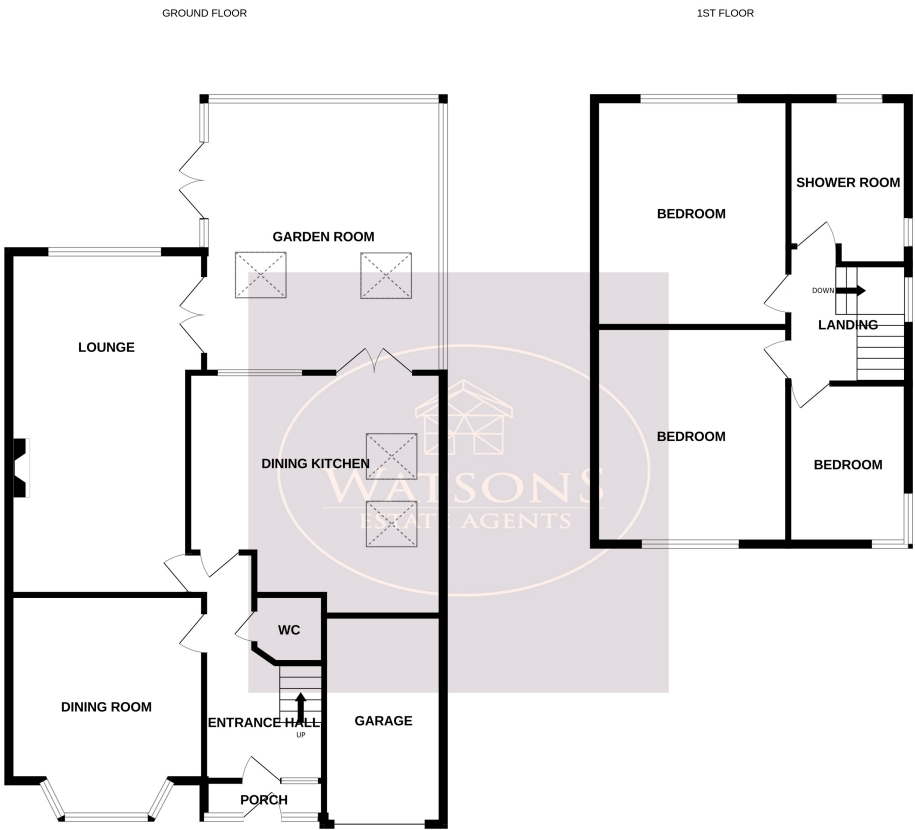 GROUND FLOOR
1ST FLOOR
GARDEN ROOM
LOUNGE
DINING KITCHEN
WC
DINING ROOM
ENTRANCE HALL
UP
GARAGE
PORCH
BEDROOM
SHOWER ROOM
DOWN
LANDING
BEDROOM
BEDROOM
WATSONS
ESTATE AGENTS